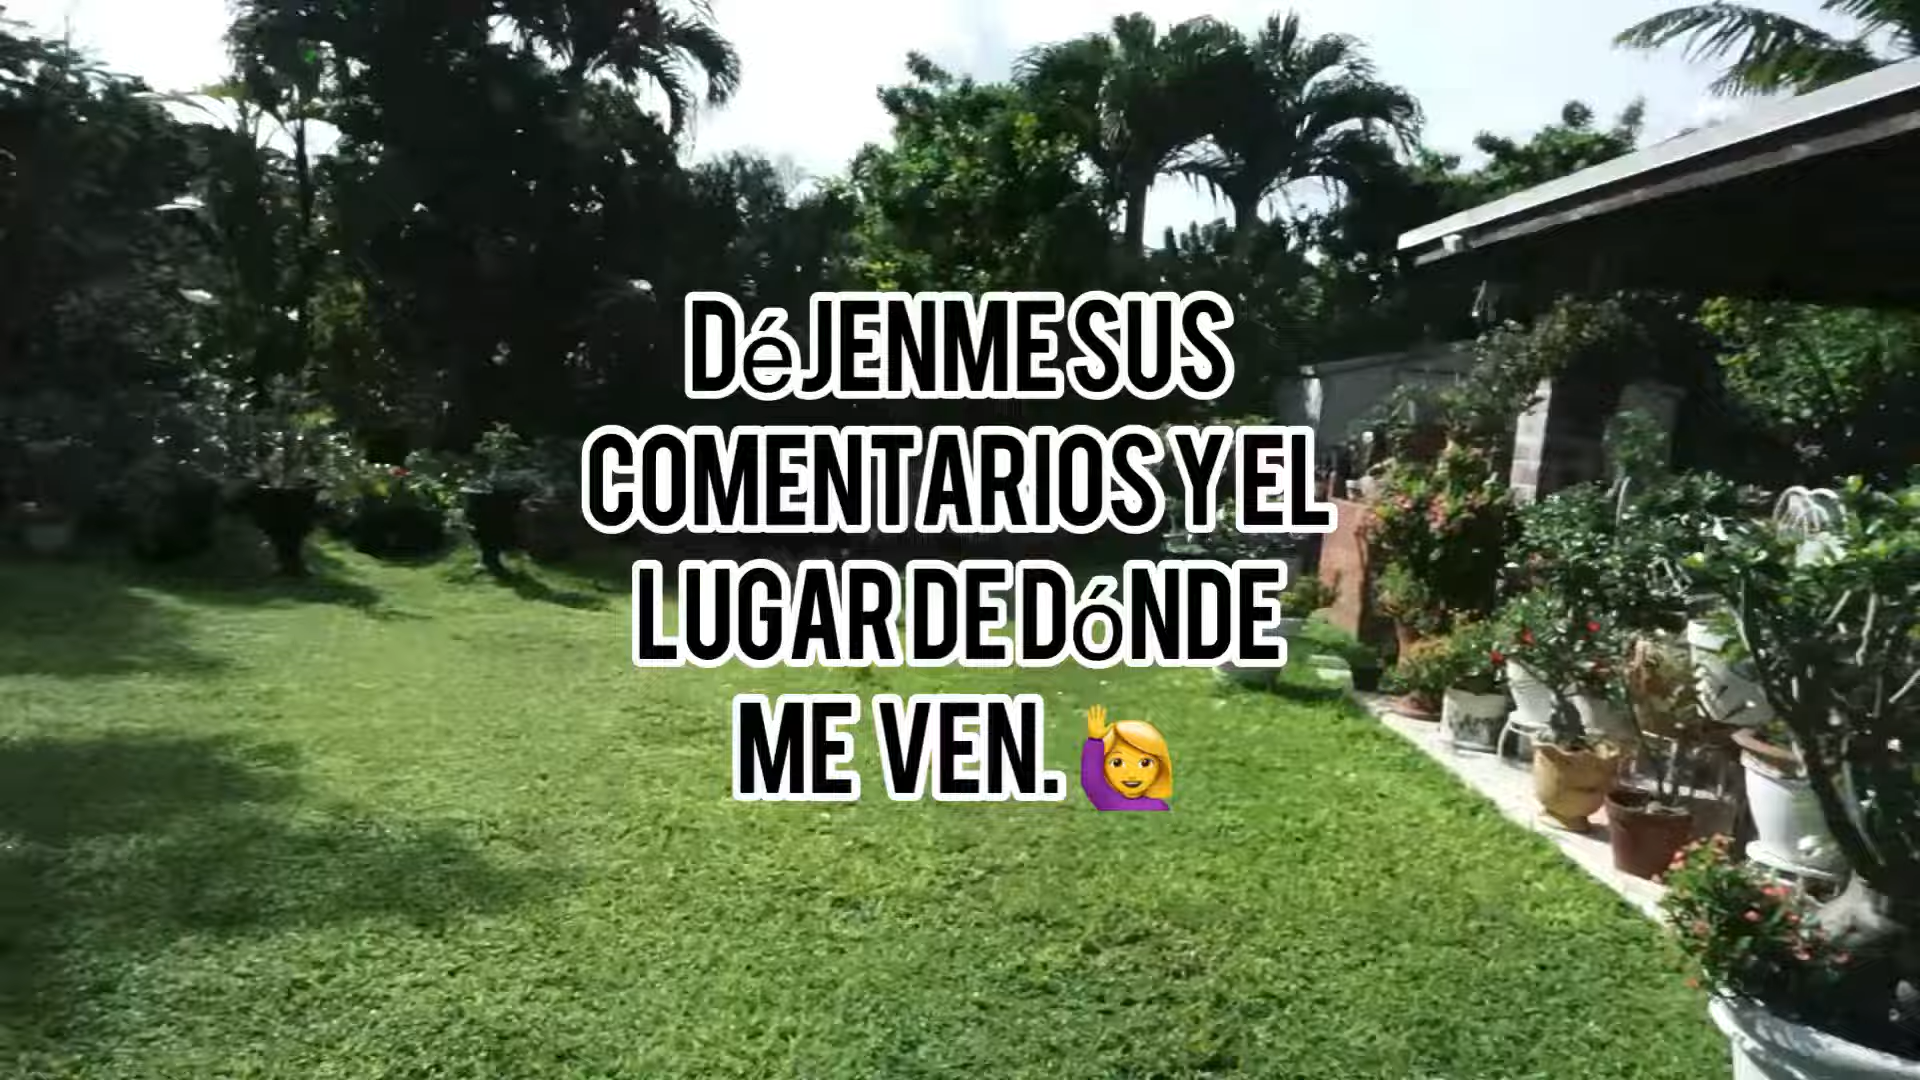 DéJENME SUS
COMENTARIOS Y EL
LUGAR DE DóNDE
ME VEN. 🙋‍♀️